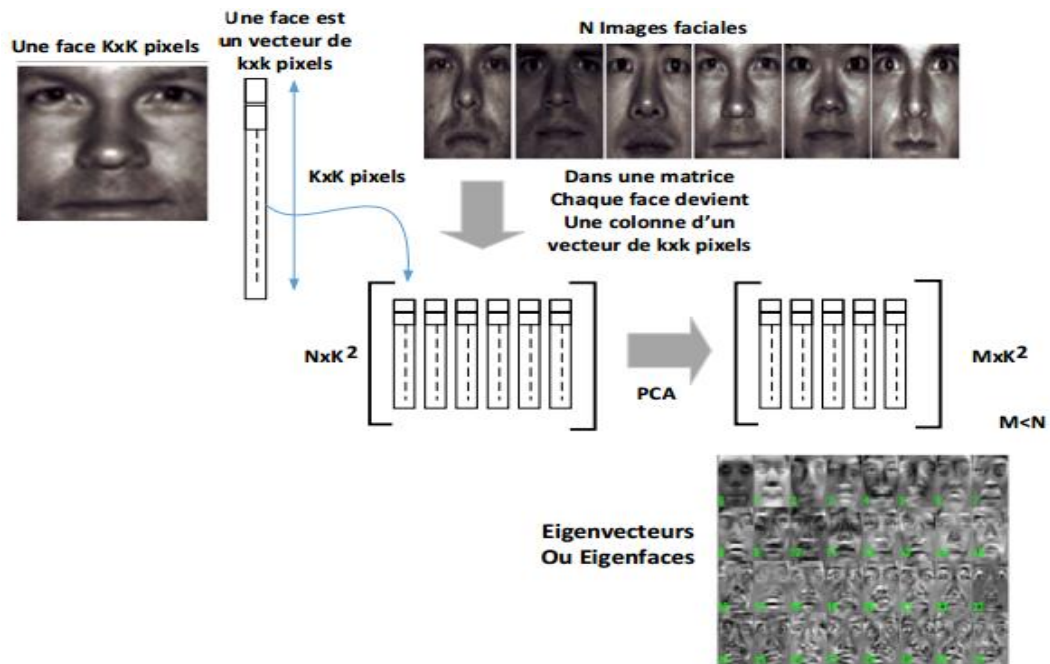 Une face KxK pixels
Une face est
un vecteur de
kxk pixels
N Images faciales
KxK pixels
Dans une matrice
Chaque face devient
Une colonne d'un
vecteur de kxk pixels
NxK²
PCA
MxK²
M<N
Eigenvecteurs
Ou Eigenfaces